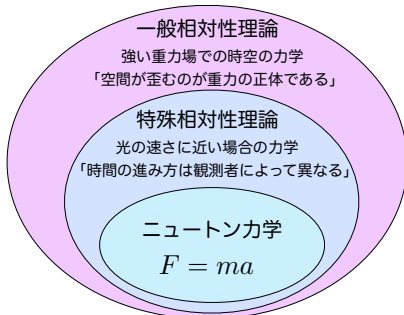 一般相対性理論
強い重力場での時空の力学
「空間が歪むのが重力の正体である」
特殊相対性理論
光の速さに近い場合の力学
「時間の進み方は観測者によって異なる」
ニュートン力学
F = ma